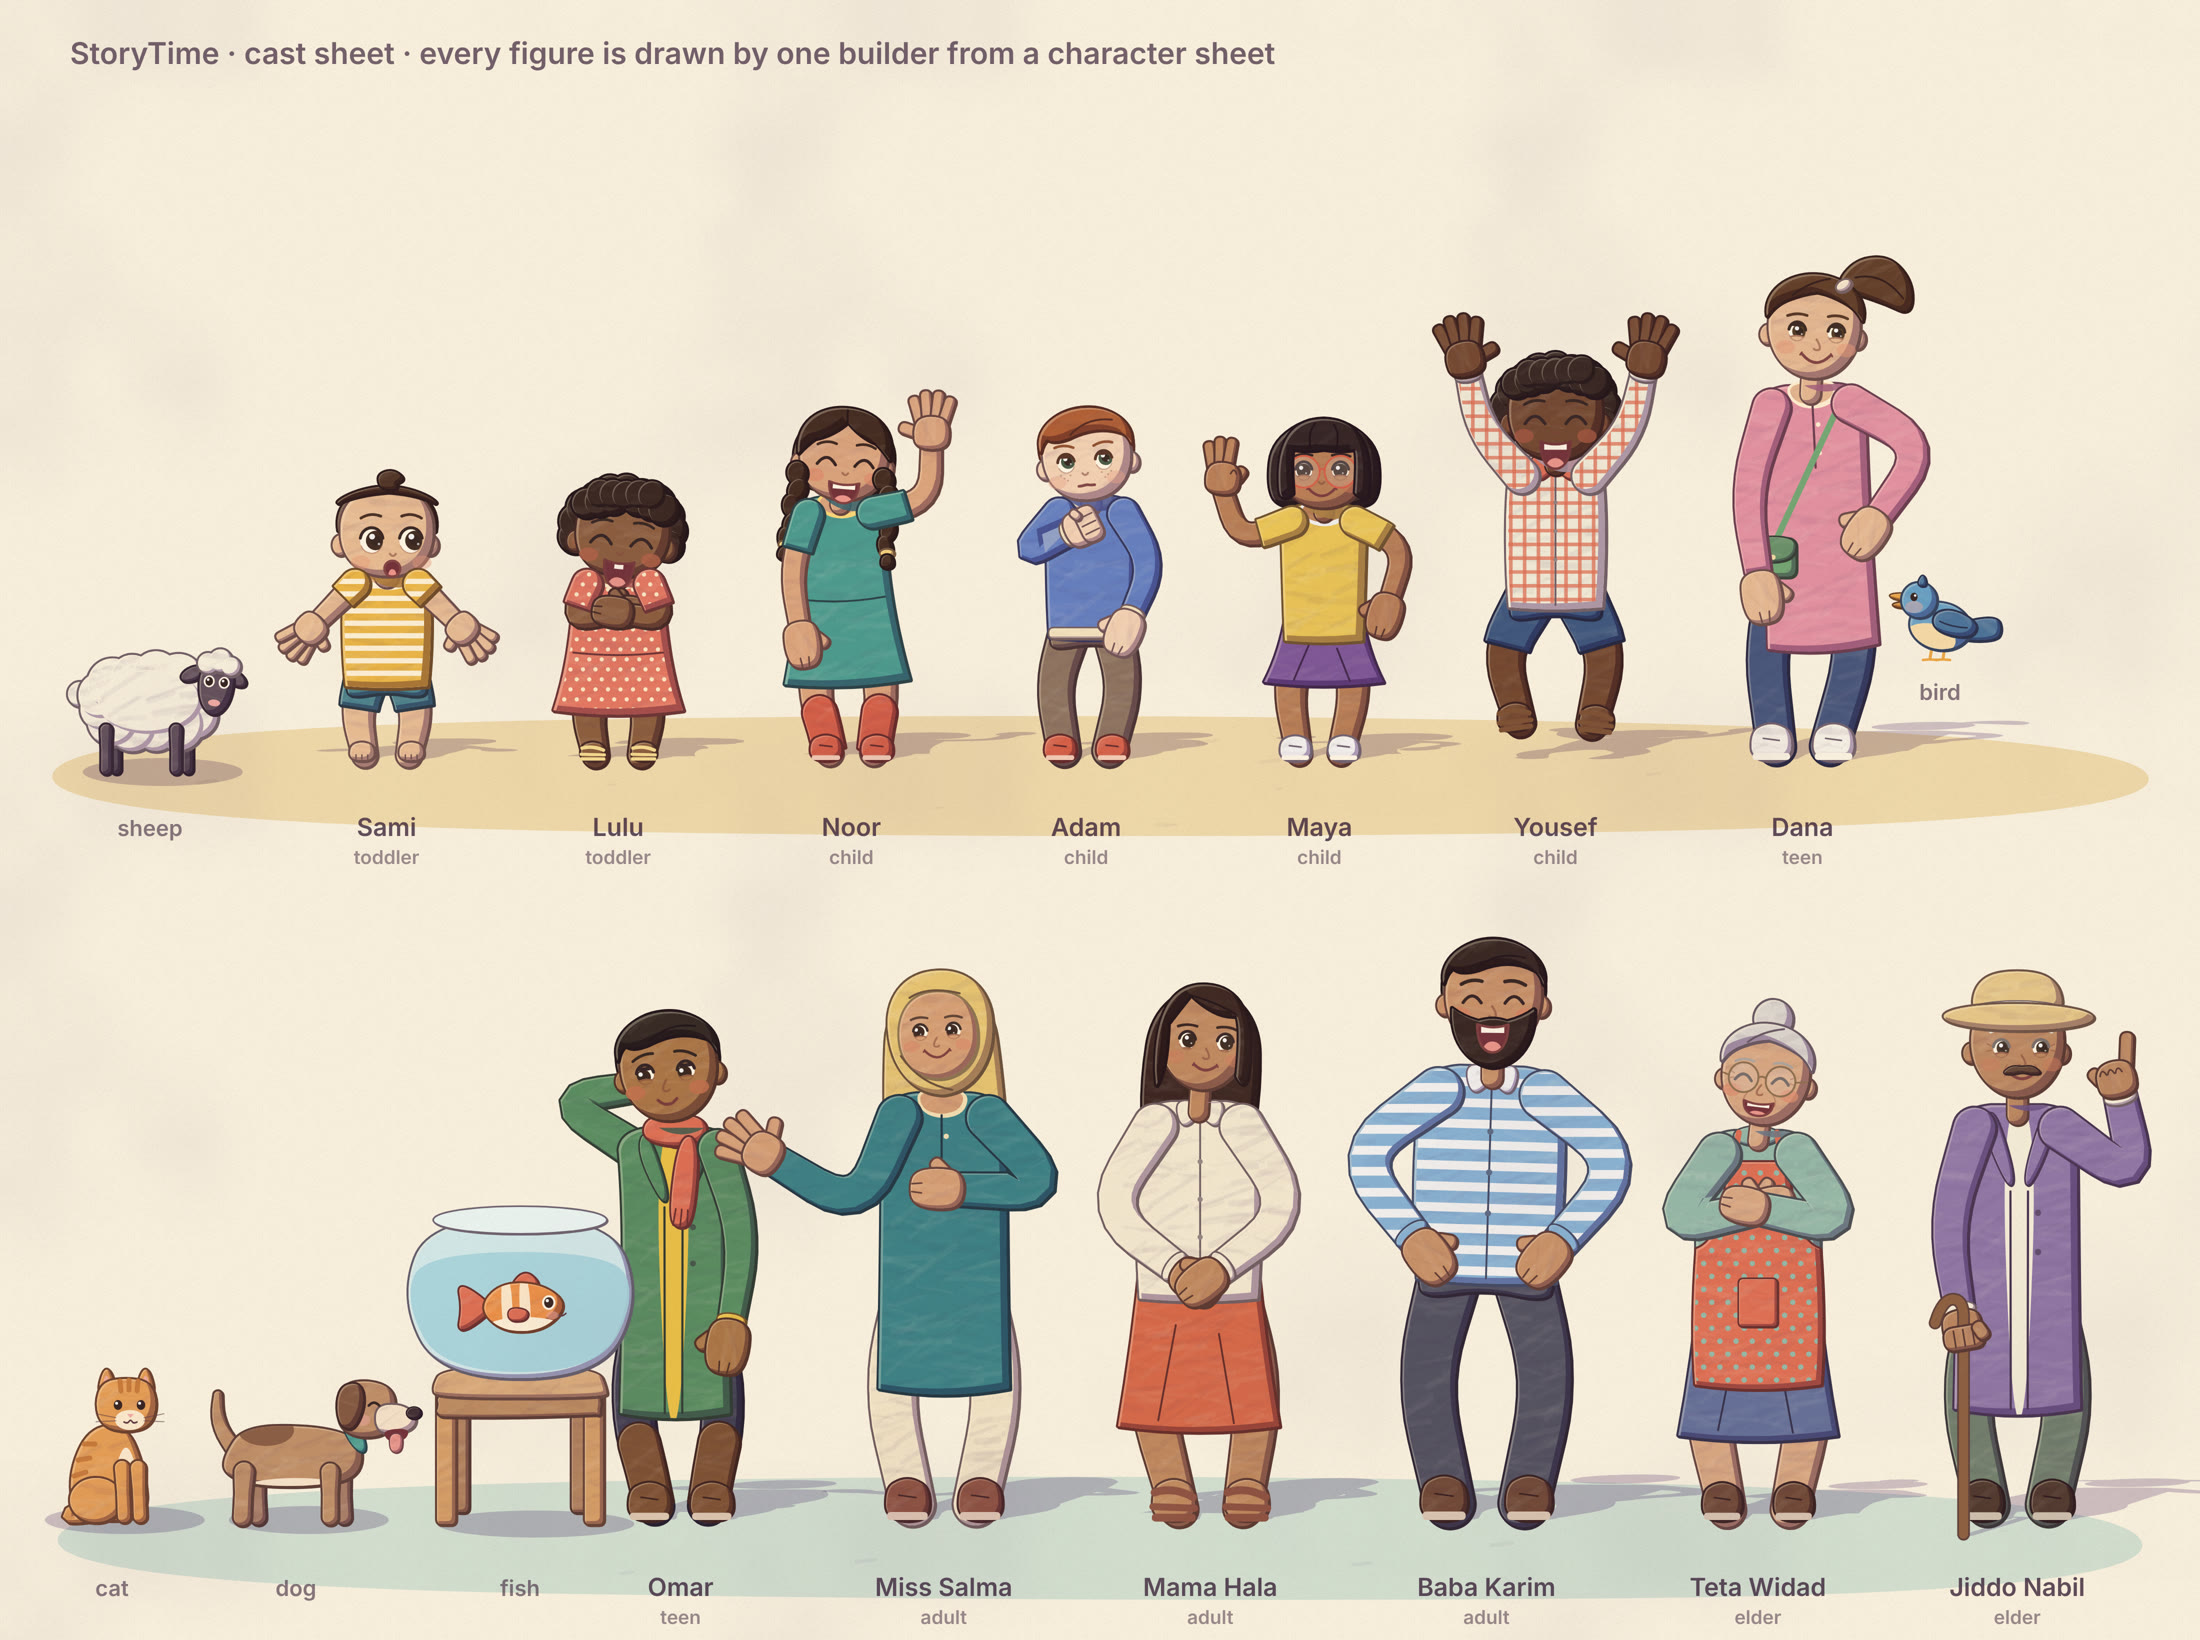 StoryTime · cast sheet · every figure is drawn by one builder from a character sheet
bird
sheep
Sami
toddler
Lulu
toddler
Noor
child
Adam
child
Maya
child
Yousef
child
Dana
teen
cat
dog
fish
Omar
teen
Miss Salma
adult
Mama Hala
adult
Baba Karim
adult
Teta Widad
elder
Jiddo Nabil
elder